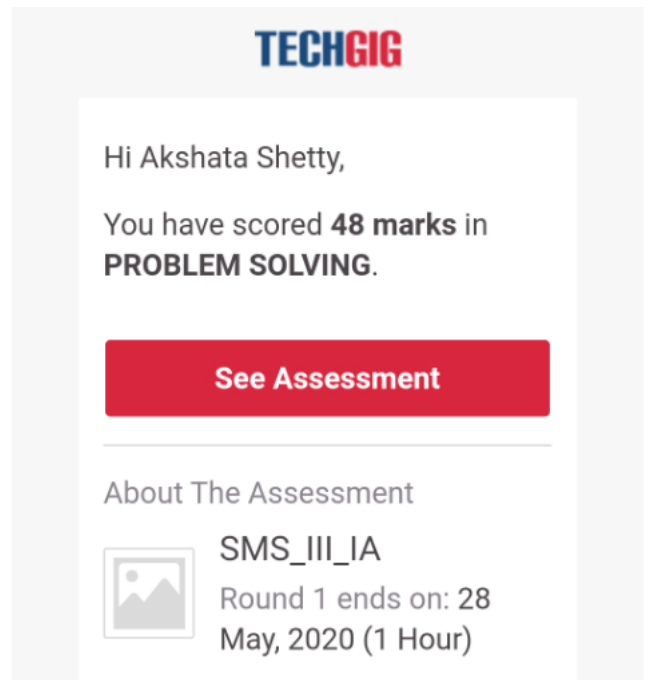 TECHGIG
Hi Akshata Shetty,
You have scored 48 marks in
PROBLEM SOLVING.
See Assessment
About The Assessment
SMS_III_IA
Round 1 ends on: 28
May, 2020 (1 Hour)